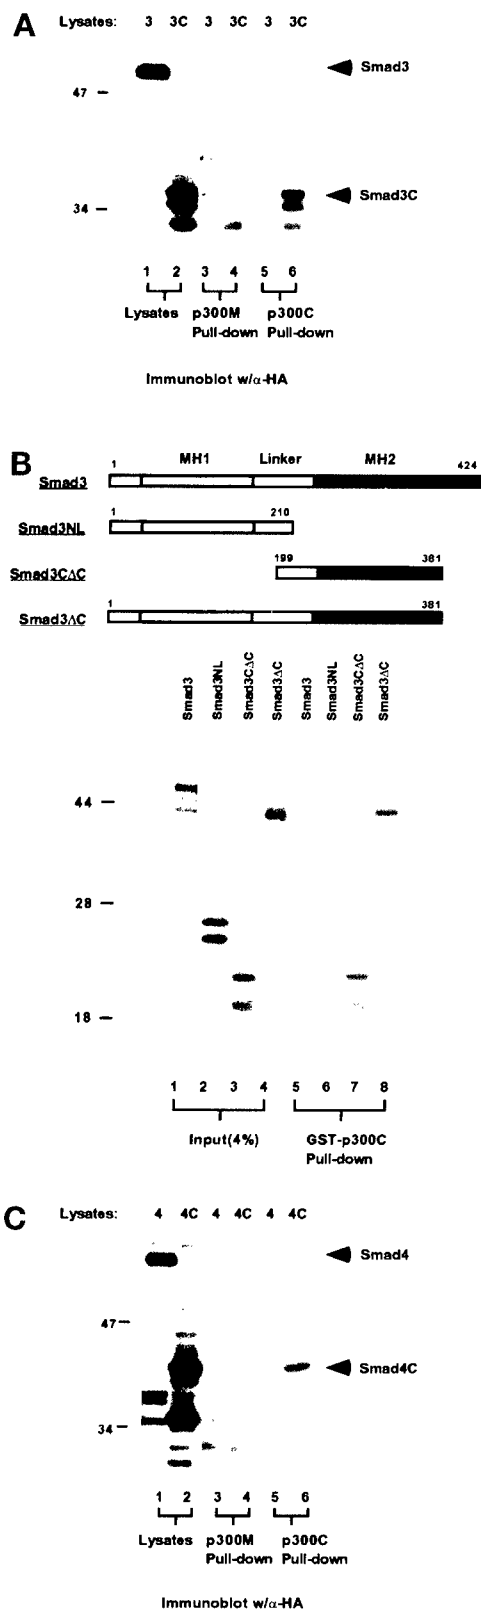 A
Lysates: 3 3C 3 3C 3 3C
Smad3
47
Smad3C
34
1 2 3 4 5 6
Lysates p300M p300C
Pull-down Pull-down
Immunoblot w/α-HA
B
1 MH1 Linker MH2 424
Smad3
1 210
Smad3NL
199 381
Smad3CΔC
1 381
Smad3ΔC
Smad3 Smad3NL Smad3CΔC Smad3ΔC Smad3 Smad3NL Smad3CΔC Smad3ΔC
44
28
18
1 2 3 4 5 6 7 8
Input(4%) GST-p300C
Pull-down
C
Lysates: 4 4C 4 4C 4 4C
Smad4
47
Smad4C
34
1 2 3 4 5 6
Lysates p300M p300C
Pull-down Pull-down
Immunoblot w/α-HA